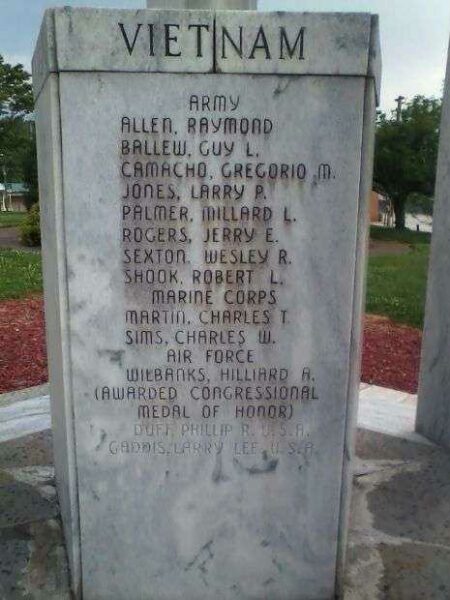 VIETNAM
ARMY
ALLEN, RAYMOND
BALLEW, GUY L.
CAMACHO, GREGORIO M.
JONES, LARRY P.
PALMER, MILLARD L.
ROGERS, JERRY E.
SEXTON, WESLEY R.
SHOOK, ROBERT L.
MARINE CORPS
MARTIN, CHARLES T.
SIMS, CHARLES W.
AIR FORCE
WILBANKS, HILLIARD A.
(AWARDED CONGRESSIONAL
MEDAL OF HONOR)
DUFF, PHILLIP R. U.S.A.
GADDIS, LARRY LEE, U.S.A.